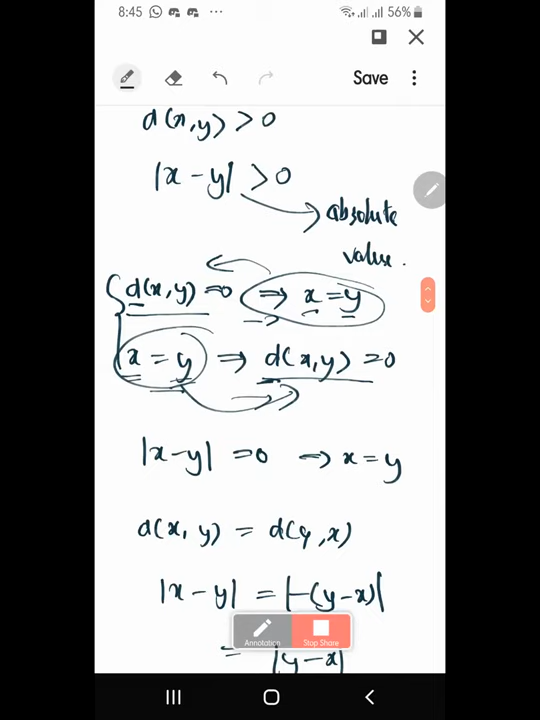 8:45 56%
Save
d(x,y) > 0
|x - y| > 0
absolute
value.
d(x,y) = 0 ⇒ x = y
x = y ⇒ d(x,y) = 0
|x-y| = 0 → x = y
d(x, y) = d(y,x)
|x - y| = |-(y-x)|
Annotation Stop Share
= |y-x|